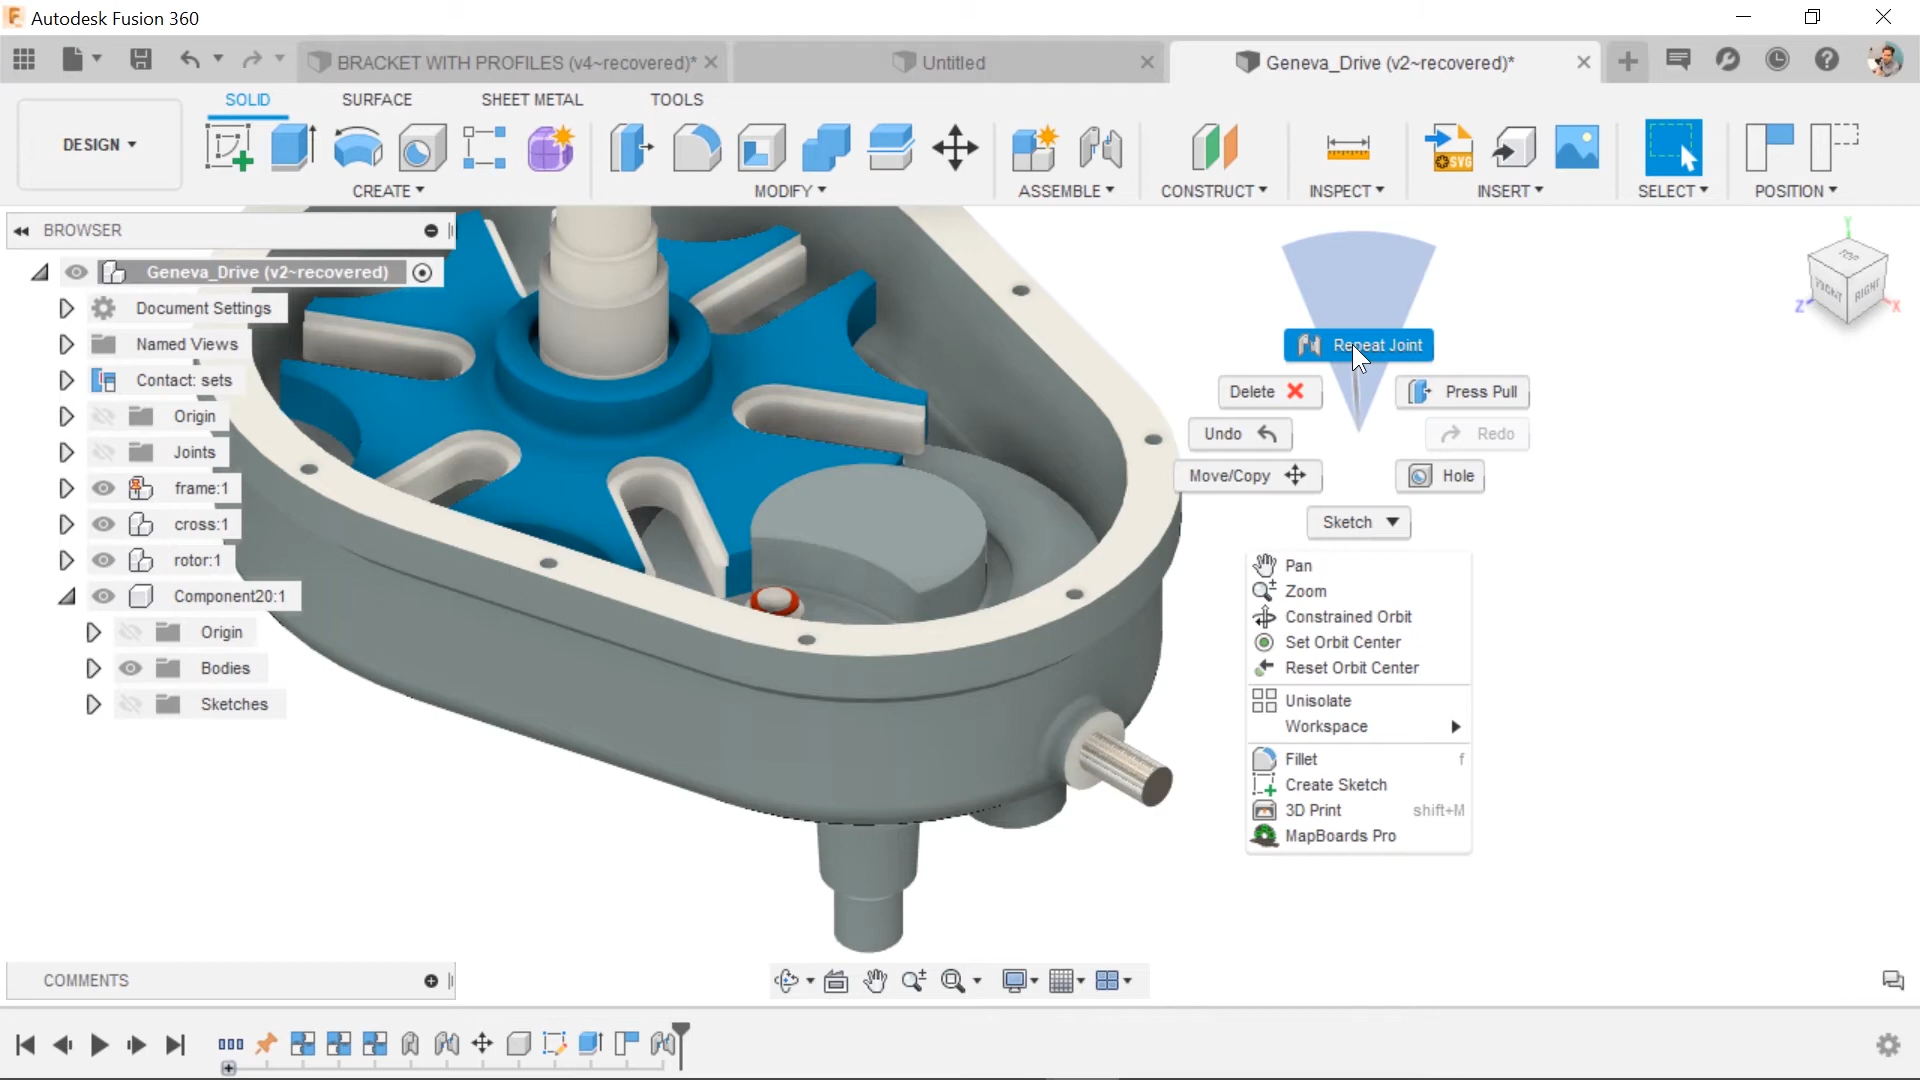 Autodesk Fusion 360
BRACKET WITH PROFILES (v4~recovered)*
Untitled
Geneva_Drive (v2~recovered)*
SOLID
SURFACE
SHEET METAL
TOOLS
DESIGN
CREATE
MODIFY
ASSEMBLE
CONSTRUCT
INSPECT
INSERT
SELECT
POSITION
SVG
BROWSER
Geneva_Drive (v2~recovered)
Document Settings
Named Views
Contact: sets
Origin
Joints
frame:1
cross:1
rotor:1
Component20:1
Origin
Bodies
Sketches
Y
TOP
FRONT
RIGHT
Z
X
Repeat Joint
Delete
Press Pull
Undo
Redo
Move/Copy
Hole
Sketch
Pan
Zoom
Constrained Orbit
Set Orbit Center
Reset Orbit Center
Unisolate
Workspace
Fillet f
Create Sketch
3D Print shift+M
MapBoards Pro
COMMENTS